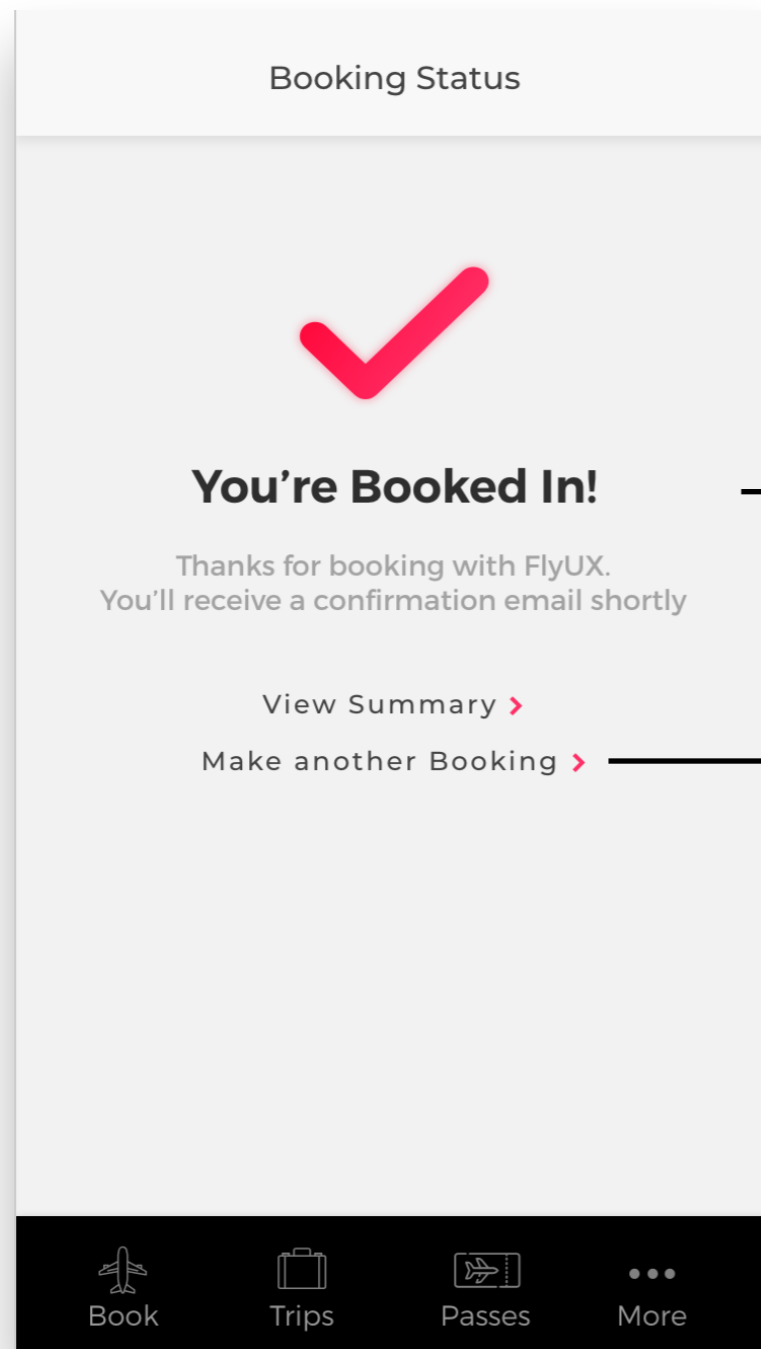 Booking Status
You’re Booked In!
Thanks for booking with FlyUX.
You’ll receive a confirmation email shortly
View Summary
Make another Booking
Book Trips Passes More